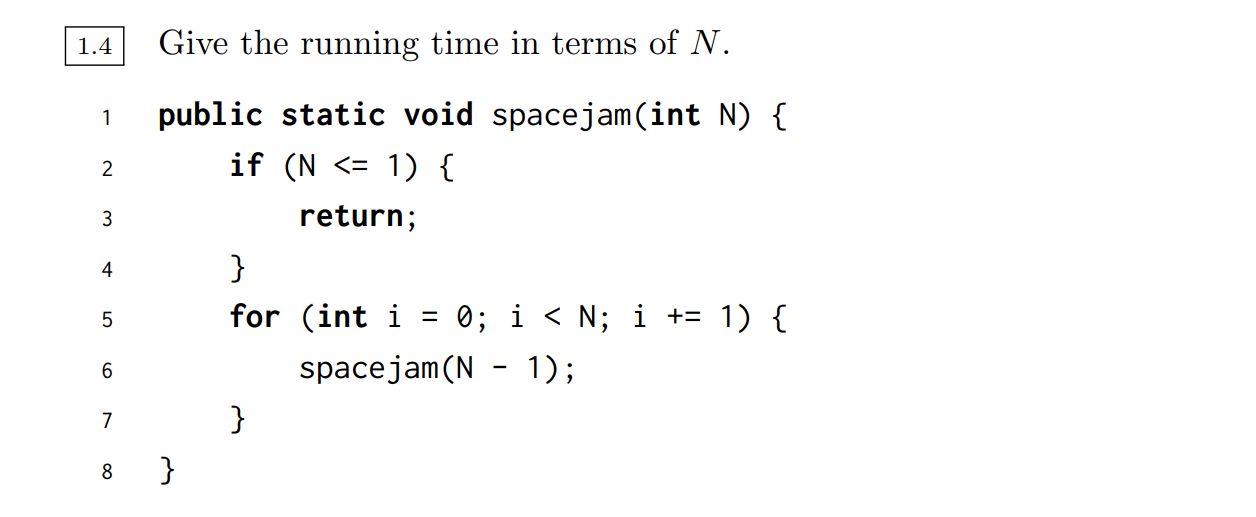 1.4 Give the running time in terms of N.
1 public static void spacejam(int N) {
2 if (N <= 1) {
3 return;
4 }
5 for (int i = 0; i < N; i += 1) {
6 spacejam(N - 1);
7 }
8 }